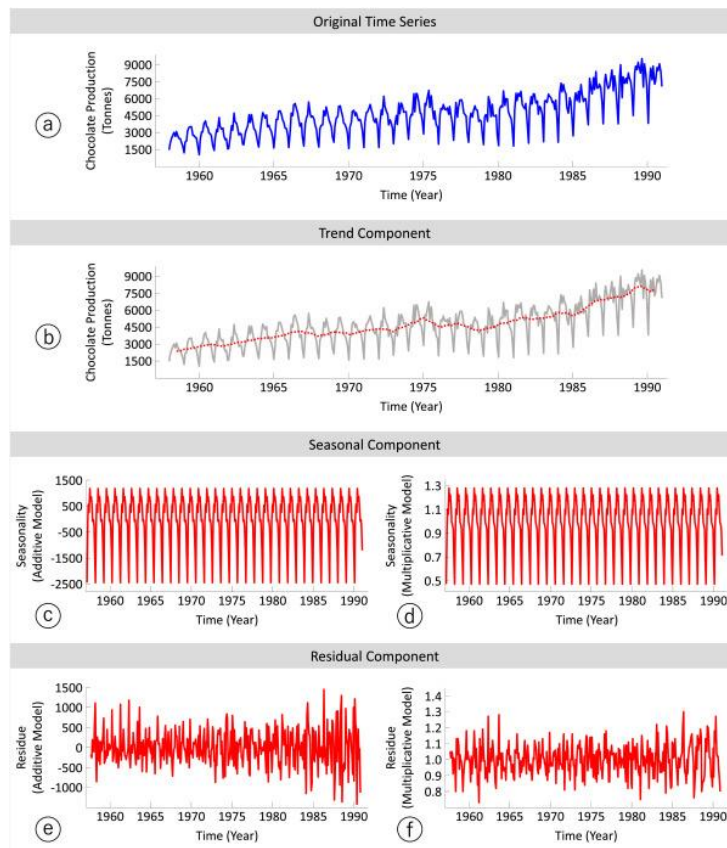 Original Time Series
9000
7500
6000
4500
3000
1500
Chocolate Production
(Tonnes)
a
1960 1965 1970 1975 1980 1985 1990
Time (Year)
Trend Component
9000
7500
6000
4500
3000
1500
Chocolate Production
(Tonnes)
b
1960 1965 1970 1975 1980 1985 1990
Time (Year)
Seasonal Component
1500
500
-500
-1500
-2500
Seasonality
(Additive Model)
c
1960 1965 1970 1975 1980 1985 1990
Time (Year)
1.3
1.1
0.9
0.7
0.5
Seasonality
(Multiplicative Model)
d
1960 1965 1970 1975 1980 1985 1990
Time (Year)
Residual Component
1500
1000
500
0
-500
-1000
Residue
(Additive Model)
e
1960 1965 1970 1975 1980 1985 1990
Time (Year)
1.4
1.3
1.2
1.1
1.0
0.9
0.8
Residue
(Multiplicative Model)
f
1960 1965 1970 1975 1980 1985 1990
Time (Year)